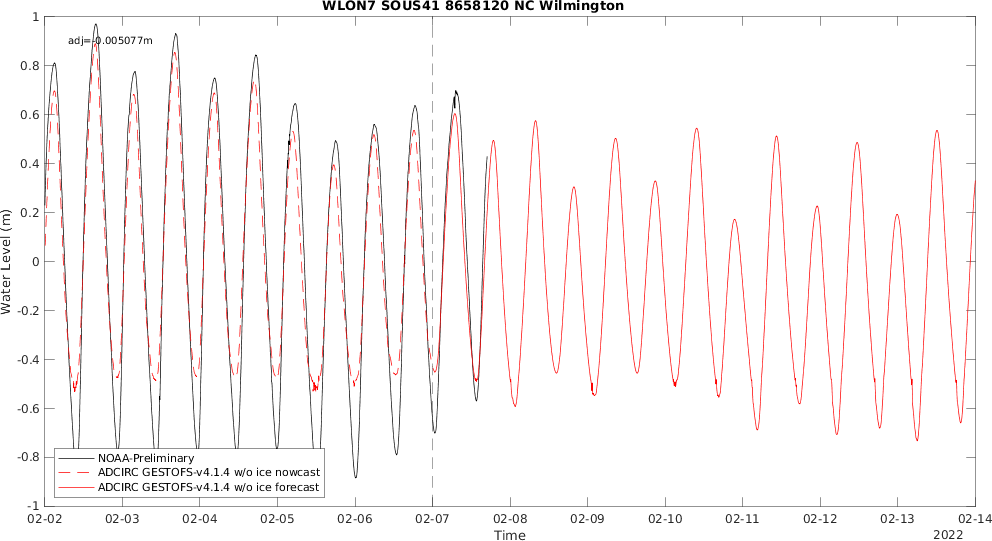 WLON7 SOUS41 8658120 NC Wilmington
adj=-0.005077m
1
0.8
0.6
0.4
0.2
0
-0.2
-0.4
-0.6
-0.8
-1
Water Level (m)
NOAA-Preliminary
ADCIRC GESTOFS-v4.1.4 w/o ice nowcast
ADCIRC GESTOFS-v4.1.4 w/o ice forecast
02-02 02-03 02-04 02-05 02-06 02-07 02-08 02-09 02-10 02-11 02-12 02-13 02-14
Time
2022